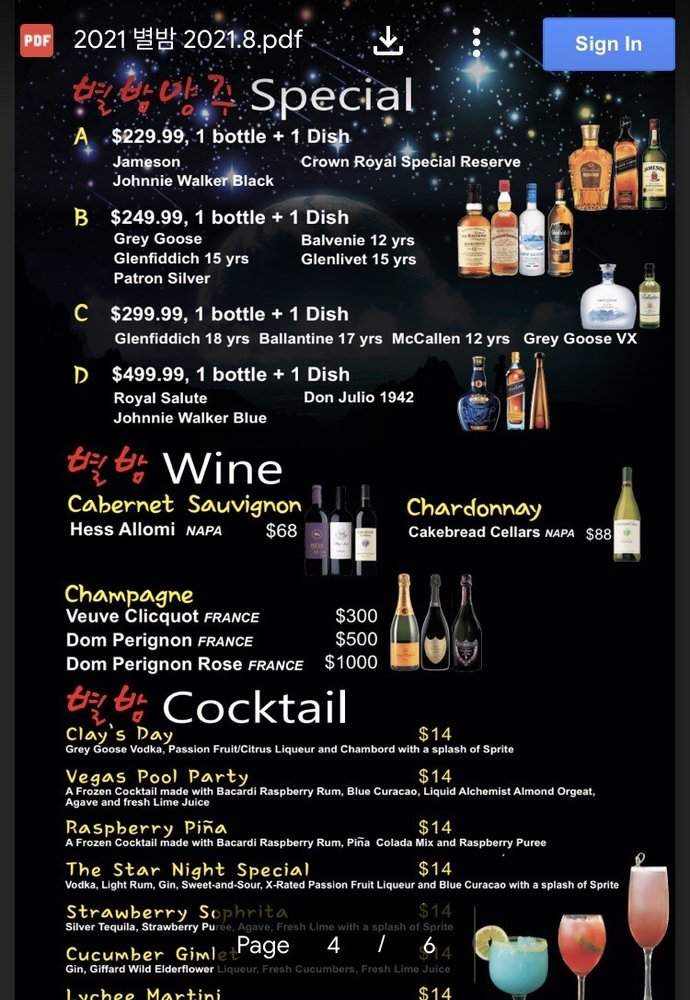 PDF 2021 별밤 2021.8.pdf Sign In
별밤양주 Special
A $229.99, 1 bottle + 1 Dish
Jameson Crown Royal Special Reserve
Johnnie Walker Black
B $249.99, 1 bottle + 1 Dish
Grey Goose Balvenie 12 yrs
Glenfiddich 15 yrs Glenlivet 15 yrs
Patron Silver
C $299.99, 1 bottle + 1 Dish
Glenfiddich 18 yrs Ballantine 17 yrs McCallen 12 yrs Grey Goose VX
D $499.99, 1 bottle + 1 Dish
Royal Salute Don Julio 1942
Johnnie Walker Blue
별밤 Wine
Cabernet Sauvignon Chardonnay
Hess Allomi NAPA $68 Cakebread Cellars NAPA $88
Champagne
Veuve Clicquot FRANCE $300
Dom Perignon FRANCE $500
Dom Perignon Rose FRANCE $1000
별밤 Cocktail
Clay's Day $14
Grey Goose Vodka, Passion Fruit/Citrus Liqueur and Chambord with a splash of Sprite
Vegas Pool Party $14
A Frozen Cocktail made with Bacardi Raspberry Rum, Blue Curacao, Liquid Alchemist Almond Orgeat,
Agave and fresh Lime Juice
Raspberry Piña $14
A Frozen Cocktail made with Bacardi Raspberry Rum, Piña Colada Mix and Raspberry Puree
The Star Night Special $14
Vodka, Light Rum, Gin, Sweet-and-Sour, X-Rated Passion Fruit Liqueur and Blue Curacao with a splash of Sprite
Strawberry Sophrita $14
Silver Tequila, Strawberry Purée, Agave, Fresh Lime with a splash of Sprite
Page 4 / 6
Cucumber Gimlet $14
Gin, Giffard Wild Elderflower Liqueur, Fresh Cucumbers, Fresh Lime Juice
Lychee Martini $14